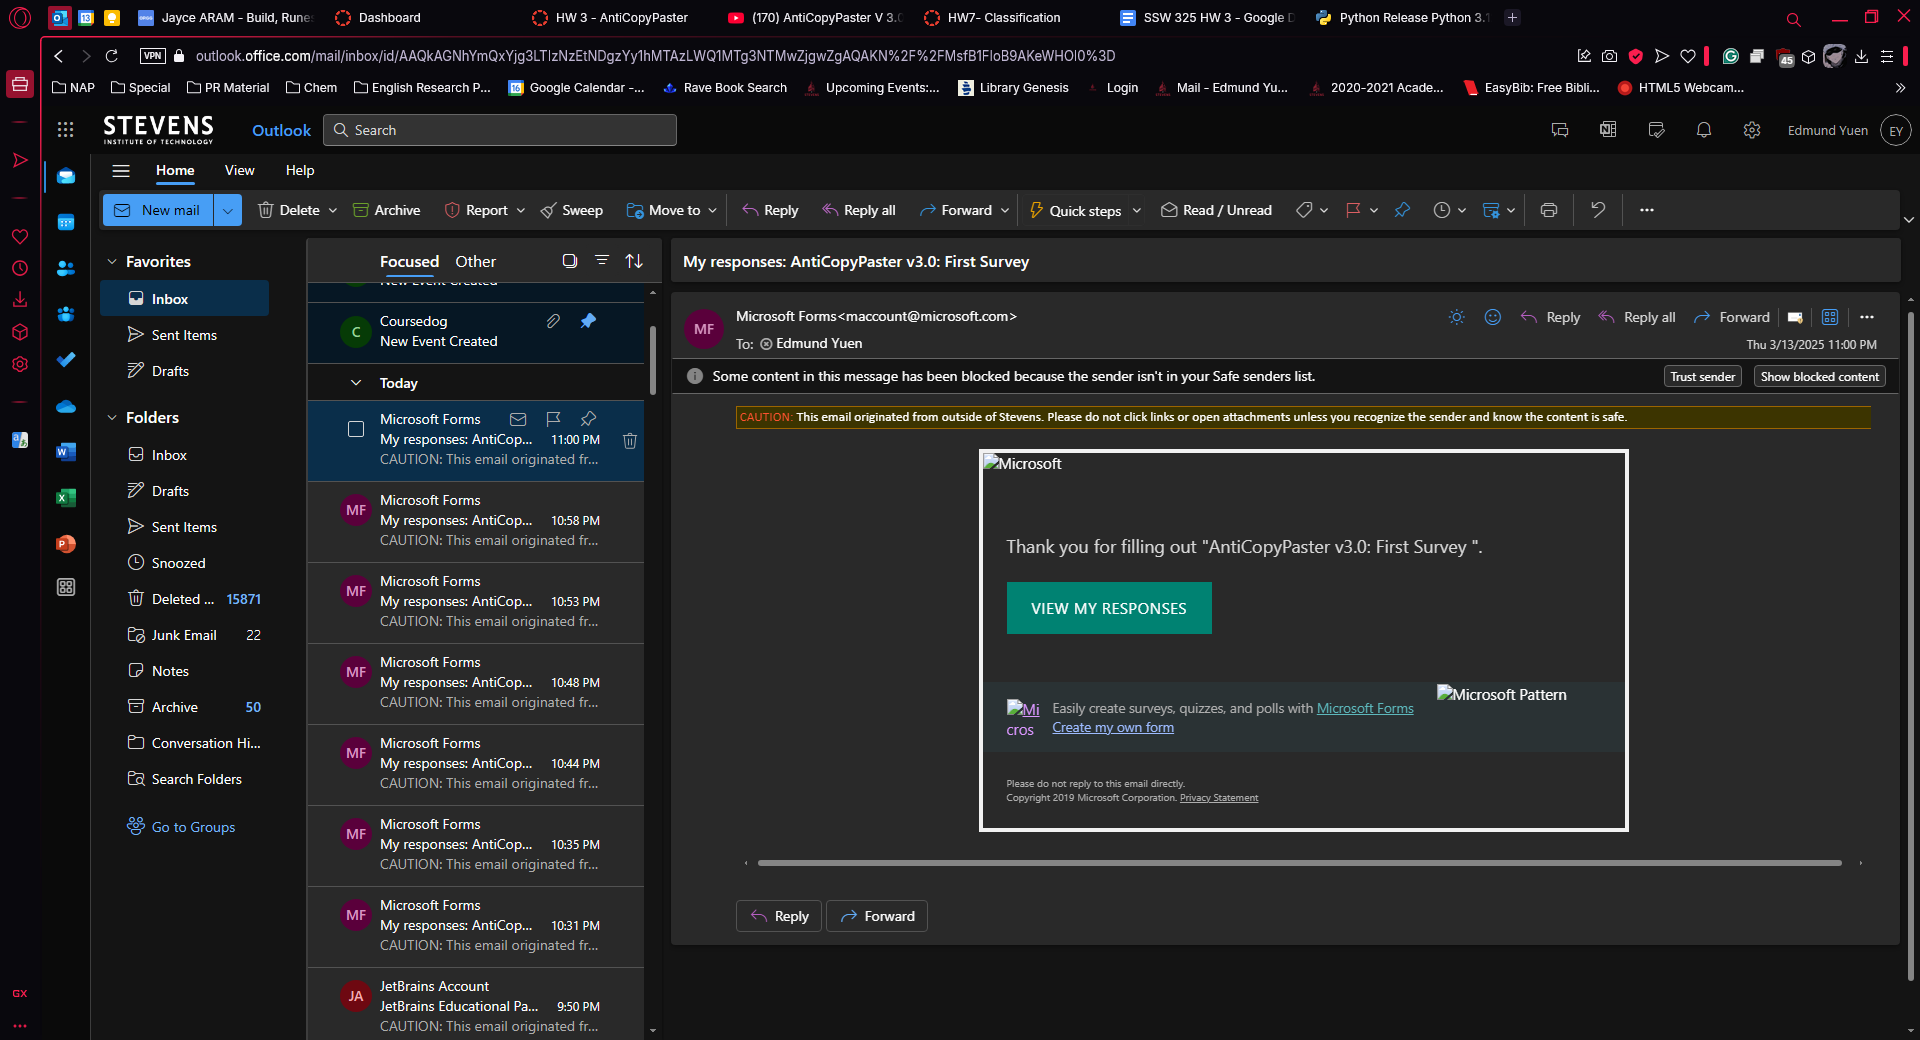 Jayce ARAM - Build, Runes
Dashboard
HW 3 - AntiCopyPaster
(170) AntiCopyPaster V 3.0
HW7- Classification
SSW 325 HW 3 - Google D
Python Release Python 3.1
VPN
outlook.office.com/mail/inbox/id/AAQkAGNhYmQxYjg3LTIzNzEtNDgzYy1hMTAzLWQ1MTg3NTMwZjgwZgAQAKN%2F%2FMsfB1FIoB9AKeWHOI0%3D
45
NAP
Special
PR Material
Chem
English Research P...
Google Calendar -...
Rave Book Search
Upcoming Events:...
Library Genesis
Login
Mail - Edmund Yu...
2020-2021 Acade...
EasyBib: Free Bibli...
HTML5 Webcam...
STEVENS
INSTITUTE OF TECHNOLOGY
Outlook
Search
Edmund Yuen
EY
Home
View
Help
New mail
Delete
Archive
Report
Sweep
Move to
Reply
Reply all
Forward
Quick steps
Read / Unread
Favorites
Inbox
Sent Items
Drafts
Folders
Inbox
Drafts
Sent Items
Snoozed
Deleted ... 15871
Junk Email 22
Notes
Archive 50
Conversation Hi...
Search Folders
Go to Groups
GX
Focused
Other
New Event Created
C
Coursedog
New Event Created
Today
Microsoft Forms
My responses: AntiCop... 11:00 PM
CAUTION: This email originated fr...
MF
Microsoft Forms
My responses: AntiCop... 10:58 PM
CAUTION: This email originated fr...
MF
Microsoft Forms
My responses: AntiCop... 10:53 PM
CAUTION: This email originated fr...
MF
Microsoft Forms
My responses: AntiCop... 10:48 PM
CAUTION: This email originated fr...
MF
Microsoft Forms
My responses: AntiCop... 10:44 PM
CAUTION: This email originated fr...
MF
Microsoft Forms
My responses: AntiCop... 10:35 PM
CAUTION: This email originated fr...
MF
Microsoft Forms
My responses: AntiCop... 10:31 PM
CAUTION: This email originated fr...
JA
JetBrains Account
JetBrains Educational Pa... 9:50 PM
CAUTION: This email originated fr...
My responses: AntiCopyPaster v3.0: First Survey
MF
Microsoft Forms<maccount@microsoft.com>
To: Edmund Yuen
Reply
Reply all
Forward
Thu 3/13/2025 11:00 PM
Some content in this message has been blocked because the sender isn't in your Safe senders list.
Trust sender
Show blocked content
CAUTION: This email originated from outside of Stevens. Please do not click links or open attachments unless you recognize the sender and know the content is safe.
Microsoft
Thank you for filling out "AntiCopyPaster v3.0: First Survey ".
VIEW MY RESPONSES
Mi
cros
Easily create surveys, quizzes, and polls with Microsoft Forms
Create my own form
Microsoft Pattern
Please do not reply to this email directly.
Copyright 2019 Microsoft Corporation. Privacy Statement
Reply
Forward